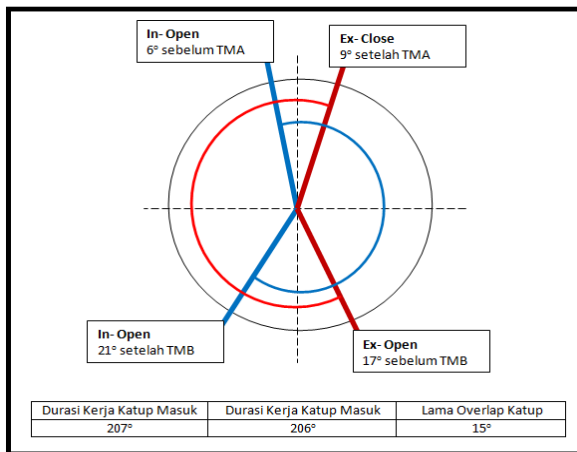 In- Open
6° sebelum TMA
Ex- Close
9° setelah TMA
In- Open
21° setelah TMB
Ex- Open
17° sebelum TMB
Durasi Kerja Katup Masuk Durasi Kerja Katup Masuk Lama Overlap Katup
207° 206° 15°